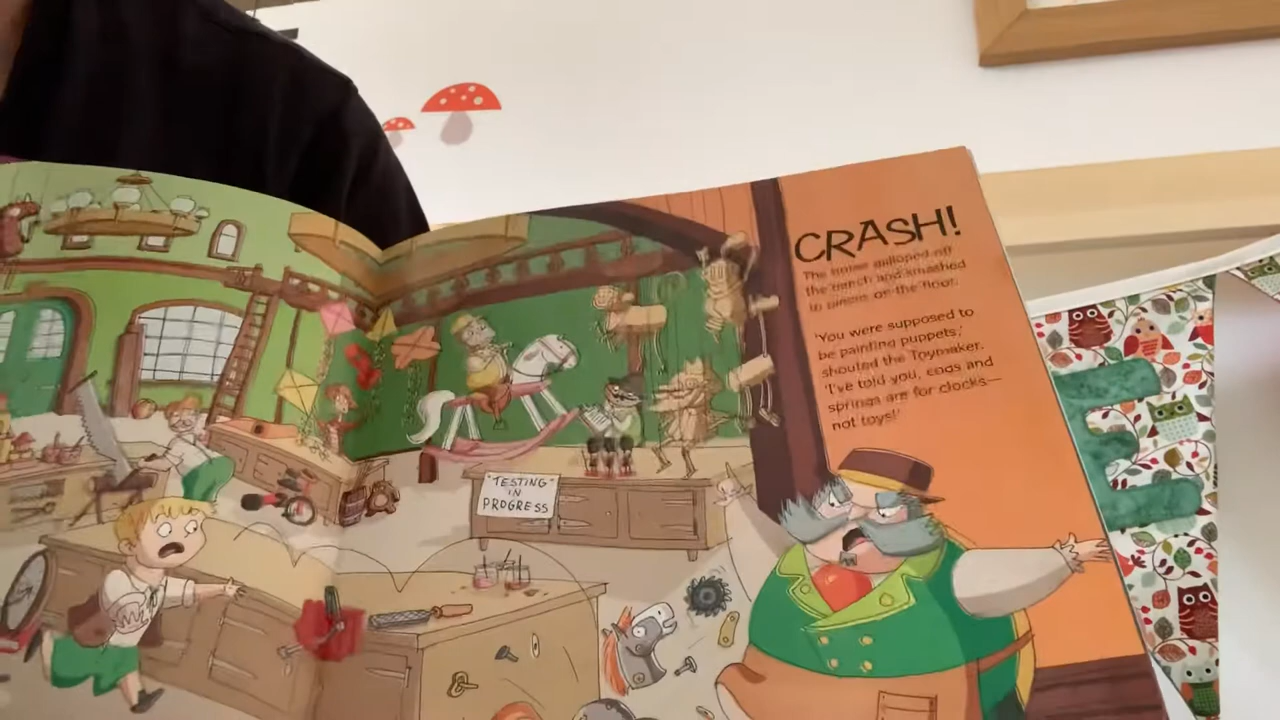 "TESTING"
IN
PROGRESS
CRASH!
The horse galloped off
the bench and smashed
to pieces on the floor.
'You were supposed to
be painting puppets,'
shouted the Toymaker.
'I've told you, cogs and
springs are for clocks—
not toys!'
E